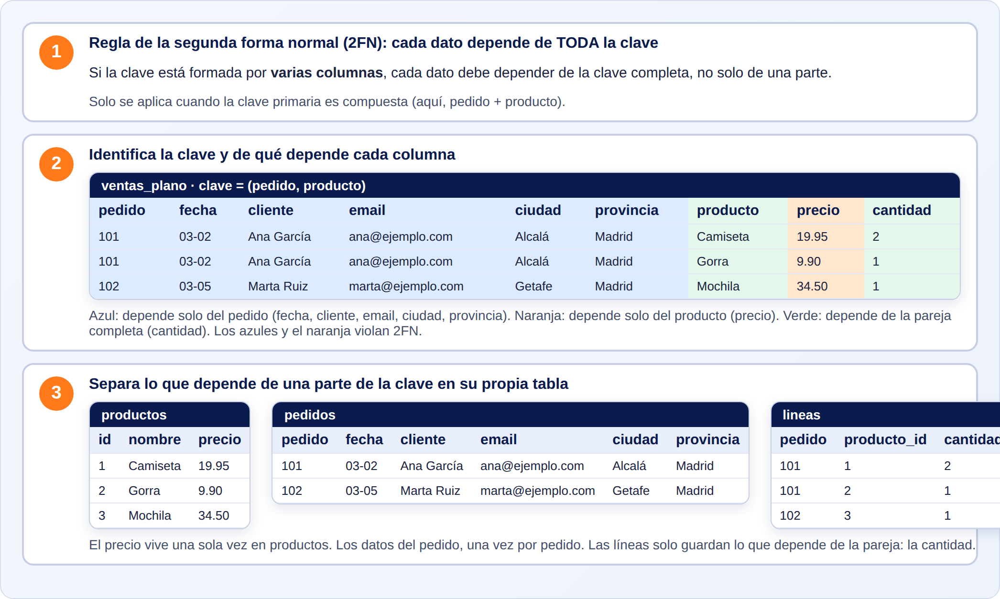 1
Regla de la segunda forma normal (2FN): cada dato depende de TODA la clave
Si la clave está formada por varias columnas, cada dato debe depender de la clave completa, no solo de una parte.
Solo se aplica cuando la clave primaria es compuesta (aquí, pedido + producto).
2
Identifica la clave y de qué depende cada columna
ventas_plano · clave = (pedido, producto)
pedido fecha cliente email ciudad provincia producto precio cantidad
101 03-02 Ana García ana@ejemplo.com Alcalá Madrid Camiseta 19.95 2
101 03-02 Ana García ana@ejemplo.com Alcalá Madrid Gorra 9.90 1
102 03-05 Marta Ruiz marta@ejemplo.com Getafe Madrid Mochila 34.50 1
Azul: depende solo del pedido (fecha, cliente, email, ciudad, provincia). Naranja: depende solo del producto (precio). Verde: depende de la pareja
completa (cantidad). Los azules y el naranja violan 2FN.
3
Separa lo que depende de una parte de la clave en su propia tabla
productos
id nombre precio
1 Camiseta 19.95
2 Gorra 9.90
3 Mochila 34.50
pedidos
pedido fecha cliente email ciudad provincia
101 03-02 Ana García ana@ejemplo.com Alcalá Madrid
102 03-05 Marta Ruiz marta@ejemplo.com Getafe Madrid
lineas
pedido producto_id cantidad
101 1 2
101 2 1
102 3 1
El precio vive una sola vez en productos. Los datos del pedido, una vez por pedido. Las líneas solo guardan lo que depende de la pareja: la cantidad.